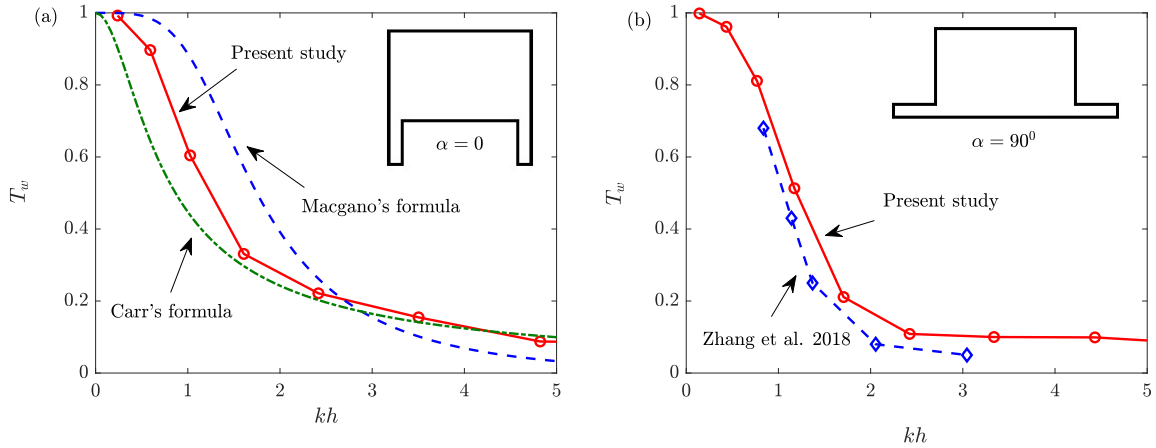 (a)
1
0.8
0.6
0.4
0.2
0
T_w
0 1 2 3 4 5
kh
Present study
Macgano's formula
Carr's formula
α = 0
(b)
1
0.8
0.6
0.4
0.2
0
T_w
0 1 2 3 4 5
kh
α = 90⁰
Present study
Zhang et al. 2018